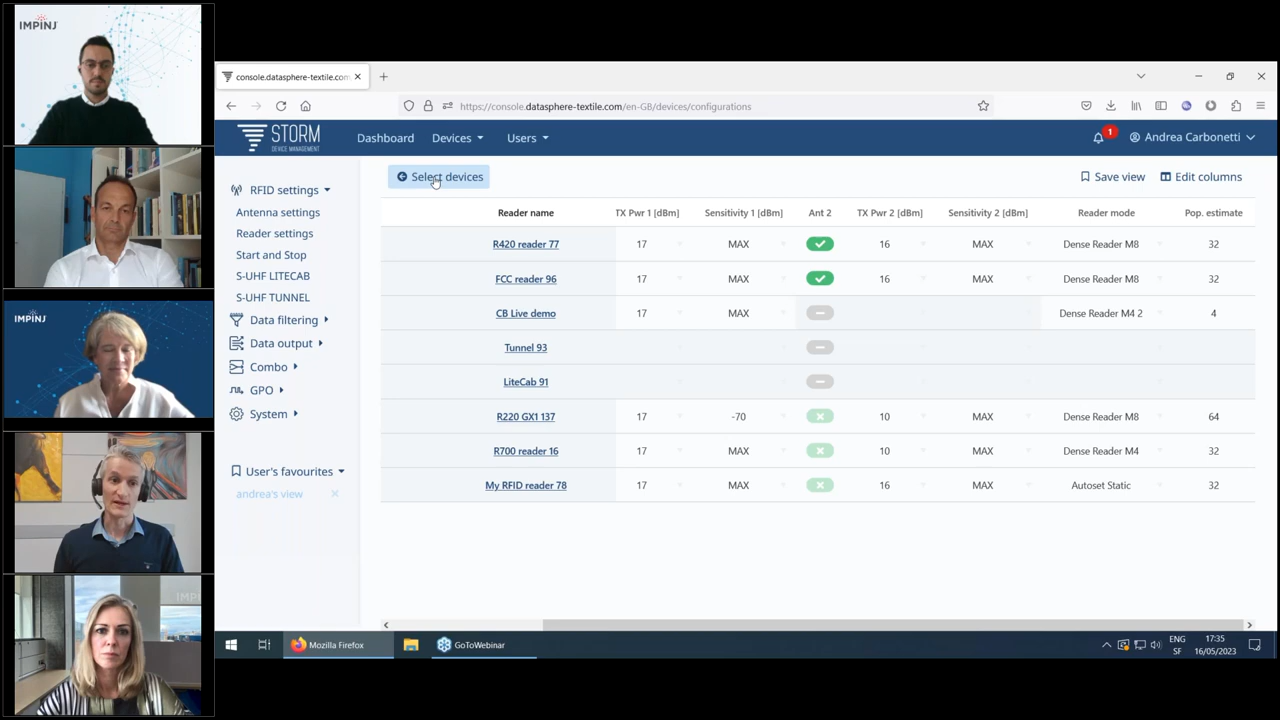 IMPINJ
IMPINJ
IMPINJ
console.datasphere-textile.com
https://console.datasphere-textile.com/en-GB/devices/configurations
STORM
DEVICE MANAGEMENT
Dashboard
Devices
Users
1
Andrea Carbonetti
RFID settings
Antenna settings
Reader settings
Start and Stop
S-UHF LITECAB
S-UHF TUNNEL
Data filtering
Data output
Combo
GPO
System
User's favourites
andrea's view
Select devices
Save view
Edit columns
Reader name TX Pwr 1 [dBm] Sensitivity 1 [dBm] Ant 2 TX Pwr 2 [dBm] Sensitivity 2 [dBm] Reader mode Pop. estimate
R420 reader 77 17 MAX 16 MAX Dense Reader M8 32
FCC reader 96 17 MAX 16 MAX Dense Reader M8 32
CB Live demo 17 MAX Dense Reader M4 2 4
Tunnel 93
LiteCab 91
R220 GX1 137 17 -70 10 MAX Dense Reader M8 64
R700 reader 16 17 MAX 10 MAX Dense Reader M4 32
My RFID reader 78 17 MAX 16 MAX Autoset Static 32
Mozilla Firefox
GoToWebinar
ENG
SF
17:35
16/05/2023